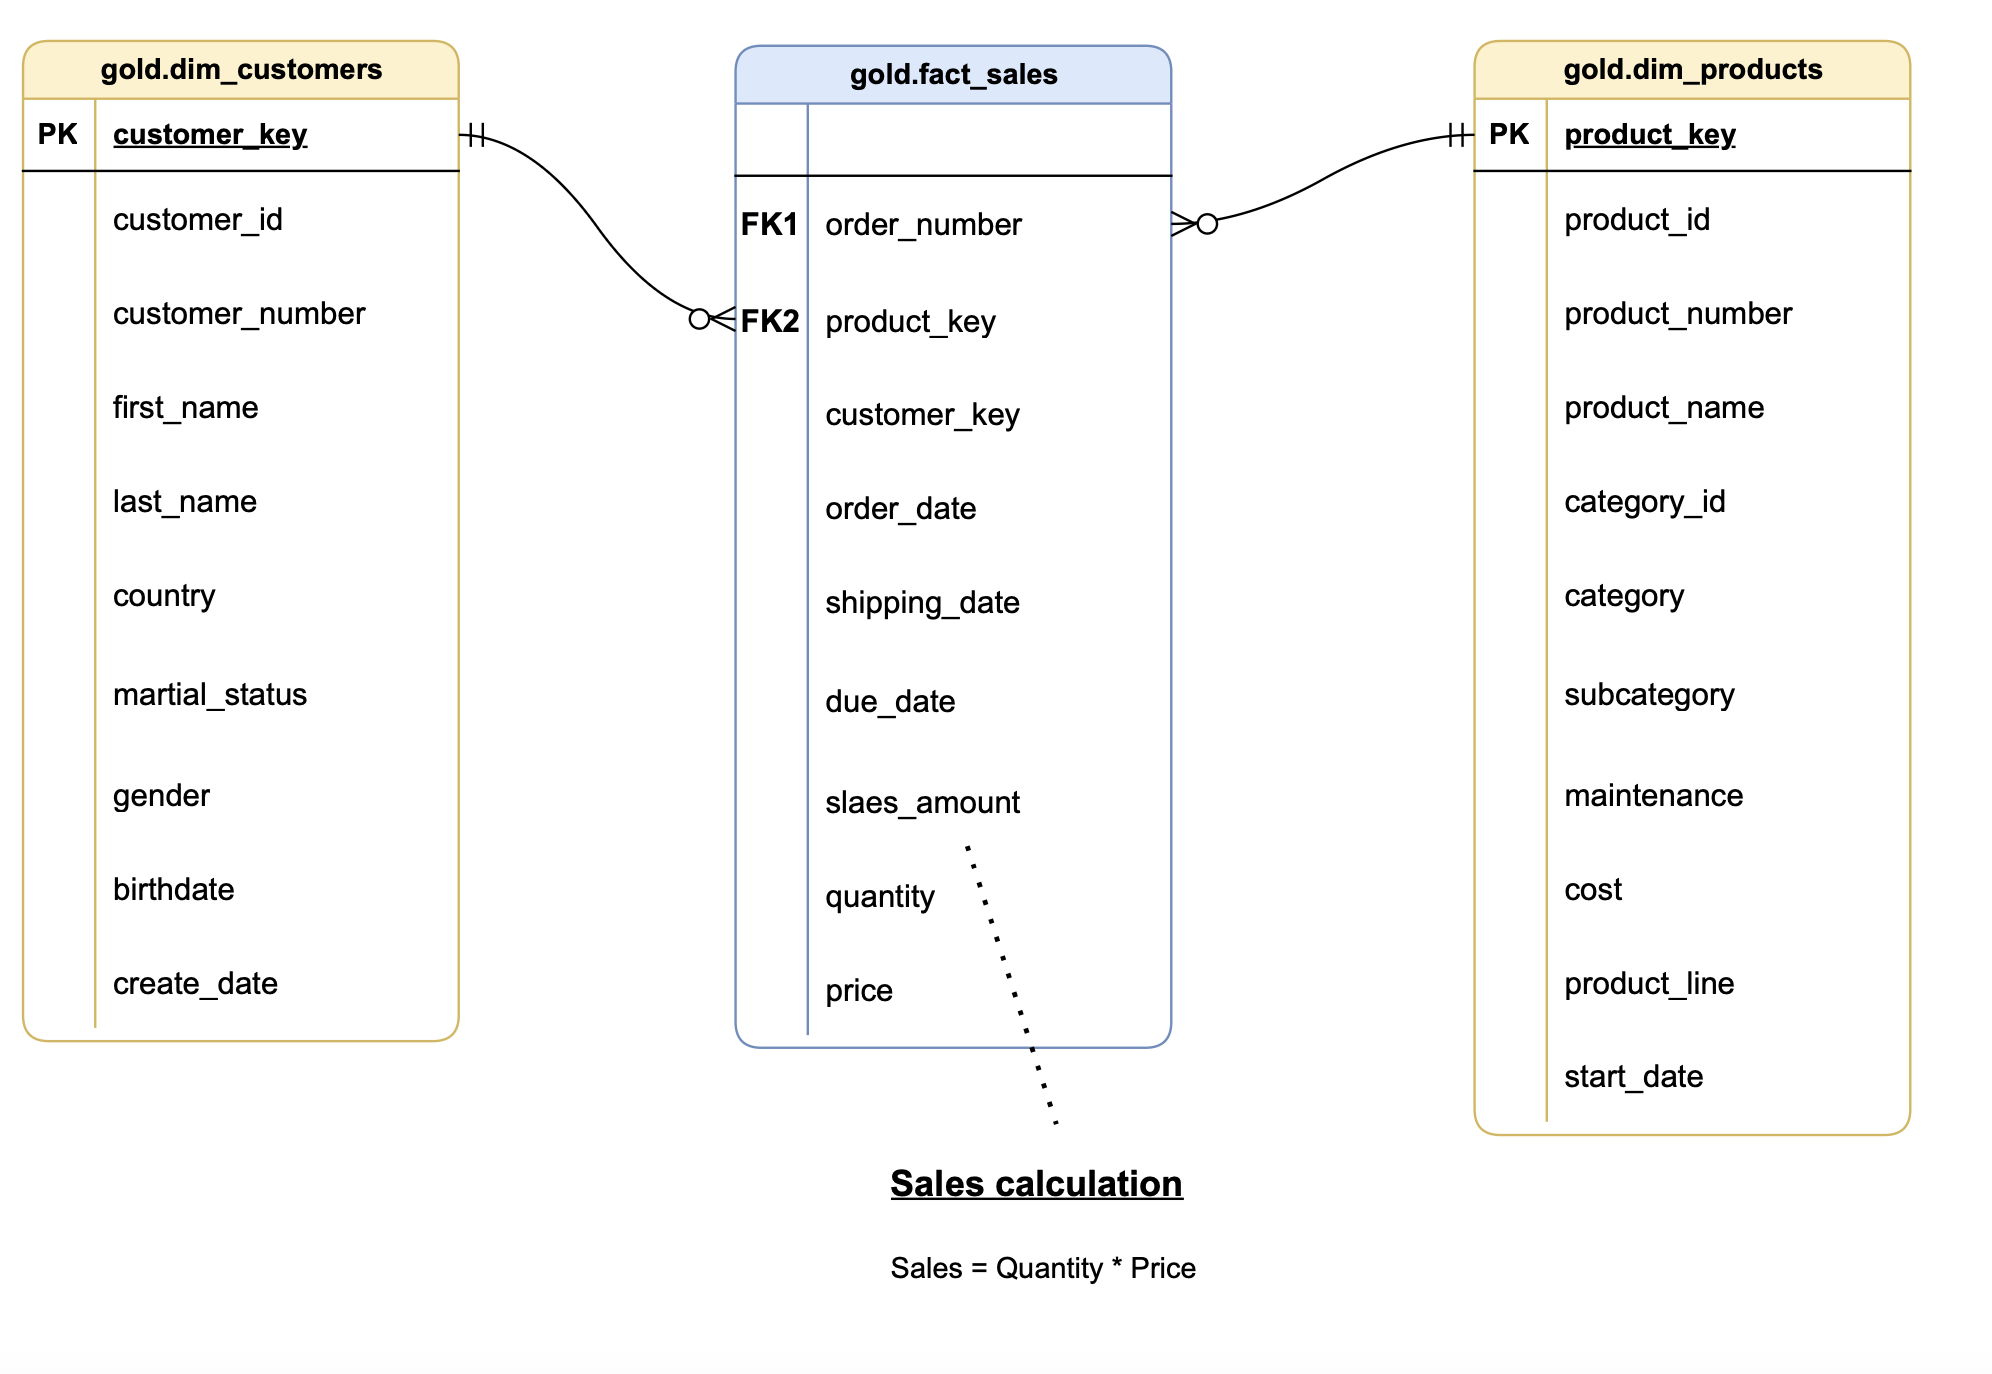 gold.dim_customers
PK customer_key
customer_id
customer_number
first_name
last_name
country
martial_status
gender
birthdate
create_date
gold.fact_sales
FK1 order_number
FK2 product_key
customer_key
order_date
shipping_date
due_date
slaes_amount
quantity
price
gold.dim_products
PK product_key
product_id
product_number
product_name
category_id
category
subcategory
maintenance
cost
product_line
start_date
Sales calculation
Sales = Quantity * Price